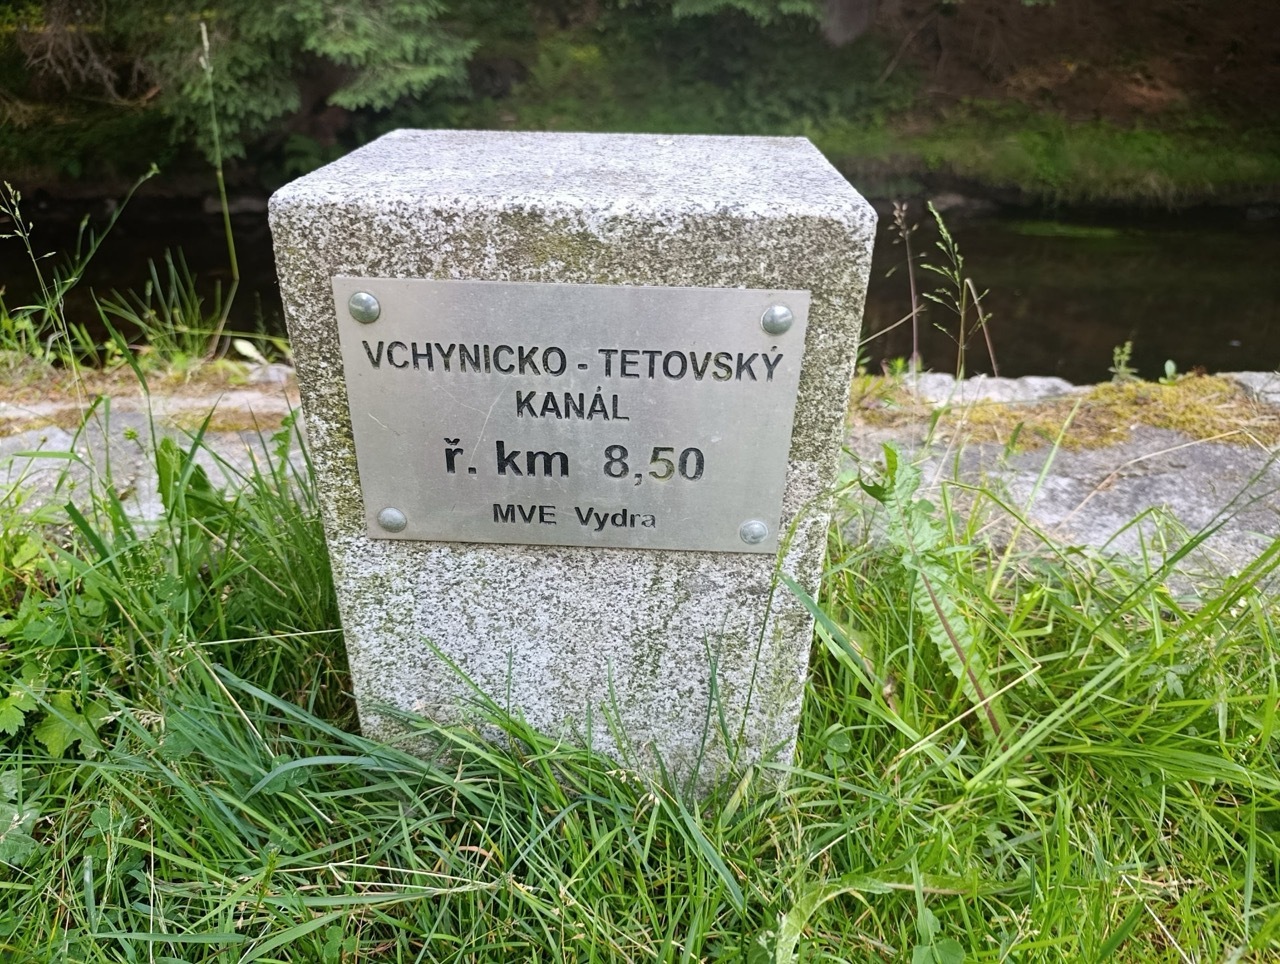 VCHYNICKO - TETOVSKÝ
KANÁL
ř. km 8,50
MVE Vydra